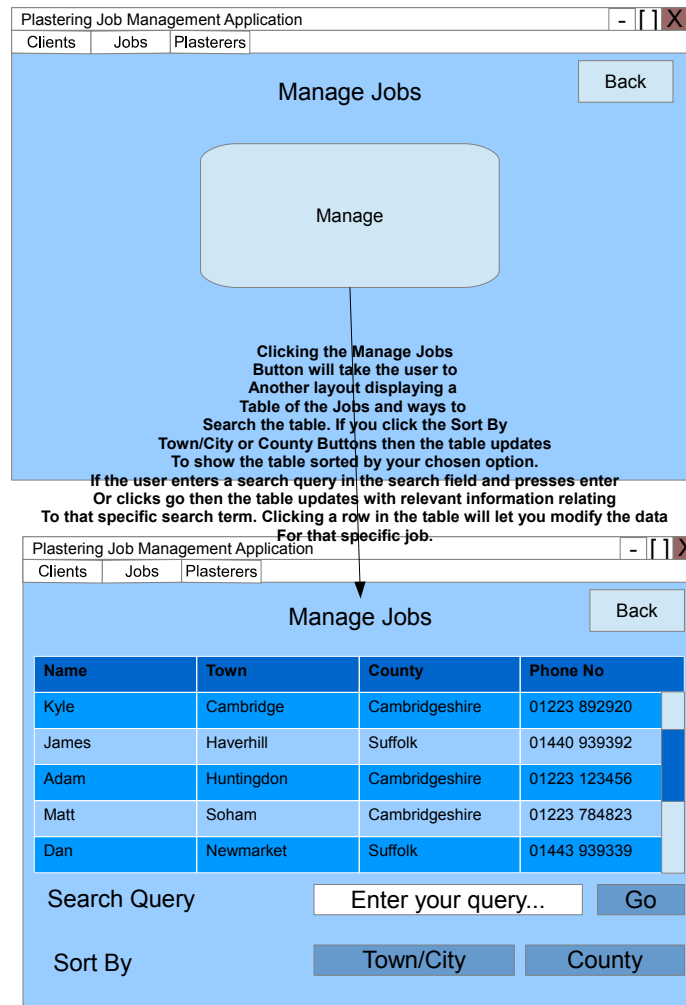 Plastering Job Management Application - [ ] X
Clients Jobs Plasterers
Manage Jobs
Back
Manage
Clicking the Manage Jobs
Button will take the user to
Another layout displaying a
Table of the Jobs and ways to
Search the table. If you click the Sort By
Town/City or County Buttons then the table updates
To show the table sorted by your chosen option.
If the user enters a search query in the search field and presses enter
Or clicks go then the table updates with relevant information relating
To that specific search term. Clicking a row in the table will let you modify the data
For that specific job.
Plastering Job Management Application - [ ] X
Clients Jobs Plasterers
Manage Jobs
Back
Name Town County Phone No
Kyle Cambridge Cambridgeshire 01223 892920
James Haverhill Suffolk 01440 939392
Adam Huntingdon Cambridgeshire 01223 123456
Matt Soham Cambridgeshire 01223 784823
Dan Newmarket Suffolk 01443 939339
Search Query Enter your query... Go
Sort By Town/City County